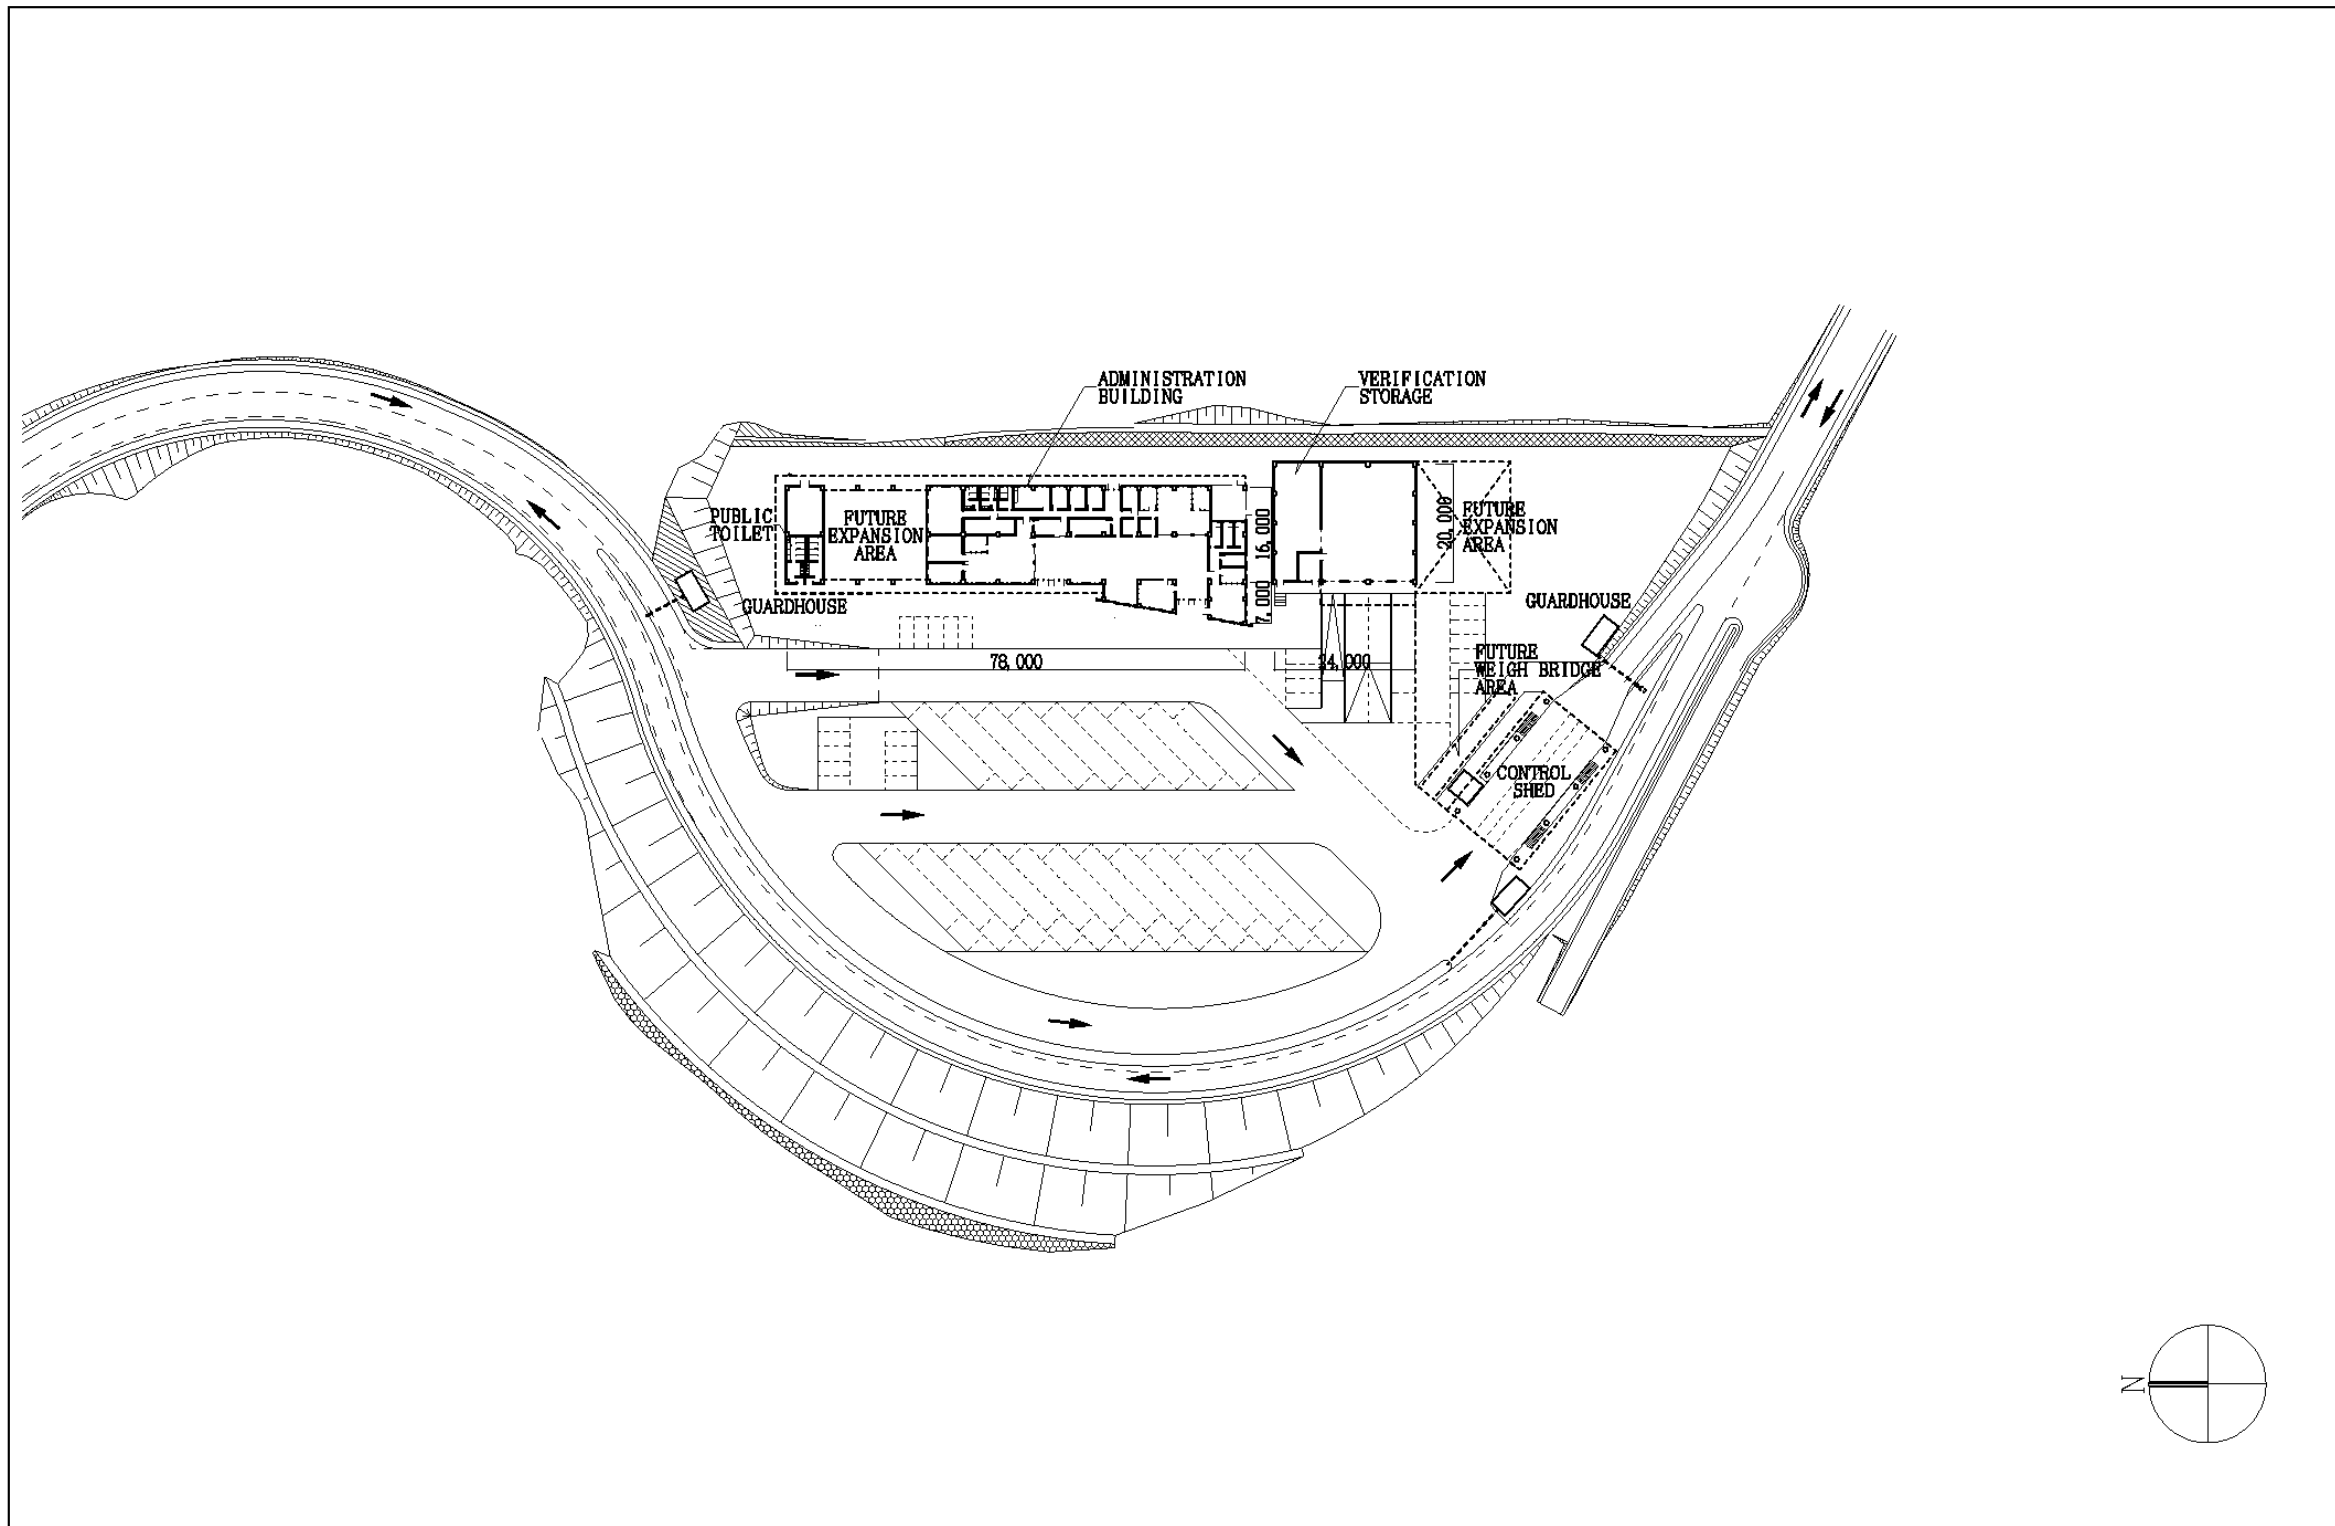 ADMINISTRATION
BUILDING
VERIFICATION
STORAGE
PUBLIC
TOILET
FUTURE
EXPANSION
AREA
16,000
20,000
FUTURE
EXPANSION
AREA
7,000
GUARDHOUSE
GUARDHOUSE
78,000
24,000
FUTURE
WEIGH BRIDGE
AREA
CONTROL
SHED
N